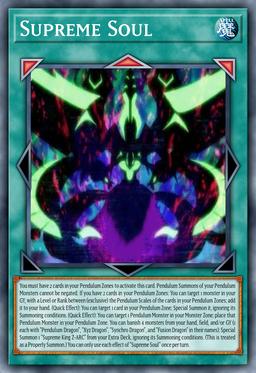 Supreme Soul
You must have 2 cards in your Pendulum Zones to activate this card. Pendulum Summons of your Pendulum
Monsters cannot be negated. If you have 2 cards in your Pendulum Zones: You can target 1 monster in your
GY, with a Level or Rank between (exclusive) the Pendulum Scales of the cards in your Pendulum Zones; add
it to your hand. (Quick Effect): You can target 1 card in your Pendulum Zone; Special Summon it, ignoring its
Summoning conditions. (Quick Effect): You can target 1 Pendulum Monster in your Monster Zone; place that
Pendulum Monster in your Pendulum Zone. You can banish 4 monsters from your hand, field, and/or GY (1
each with "Pendulum Dragon", "Xyz Dragon", "Synchro Dragon", and "Fusion Dragon" in their names); Special
Summon 1 "Supreme King Z-ARC" from your Extra Deck, ignoring its Summoning conditions. (This is treated
as a Properly Summon.) You can only use each effect of "Supreme Soul" once per turn.